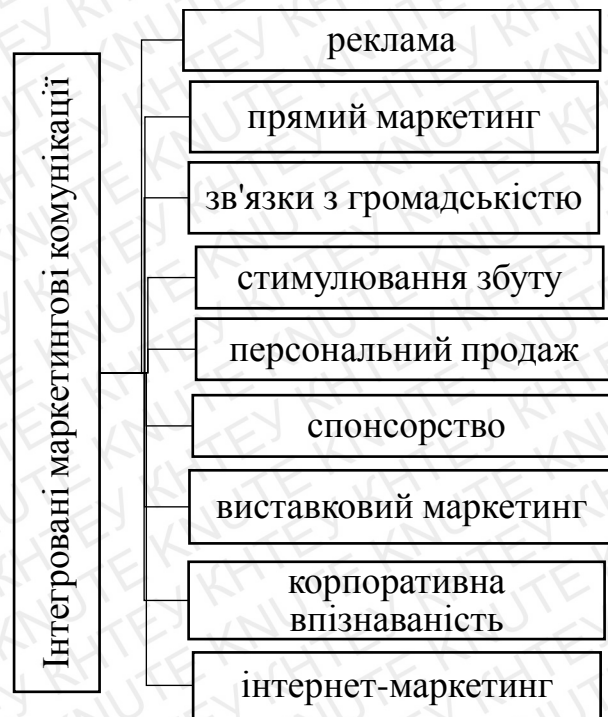 Інтегровані маркетингові комунікації
реклама
прямий маркетинг
зв'язки з громадськістю
стимулювання збуту
персональний продаж
спонсорство
виставковий маркетинг
корпоративна
впізнаваність
інтернет-маркетинг